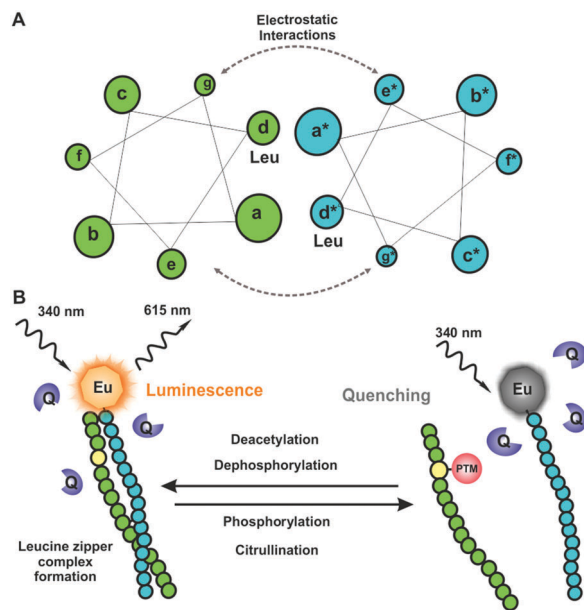 A
Electrostatic
Interactions
c
g
e*
b*
d
a*
Leu
f
f*
a
d*
b
Leu
e
g*
c*
B
340 nm
615 nm
340 nm
Q
Eu
Eu
Q
Luminescence
Quenching
Q
Q
Q
Deacetylation
Dephosphorylation
PTM
Q
Phosphorylation
Citrullination
Leucine zipper
complex
formation